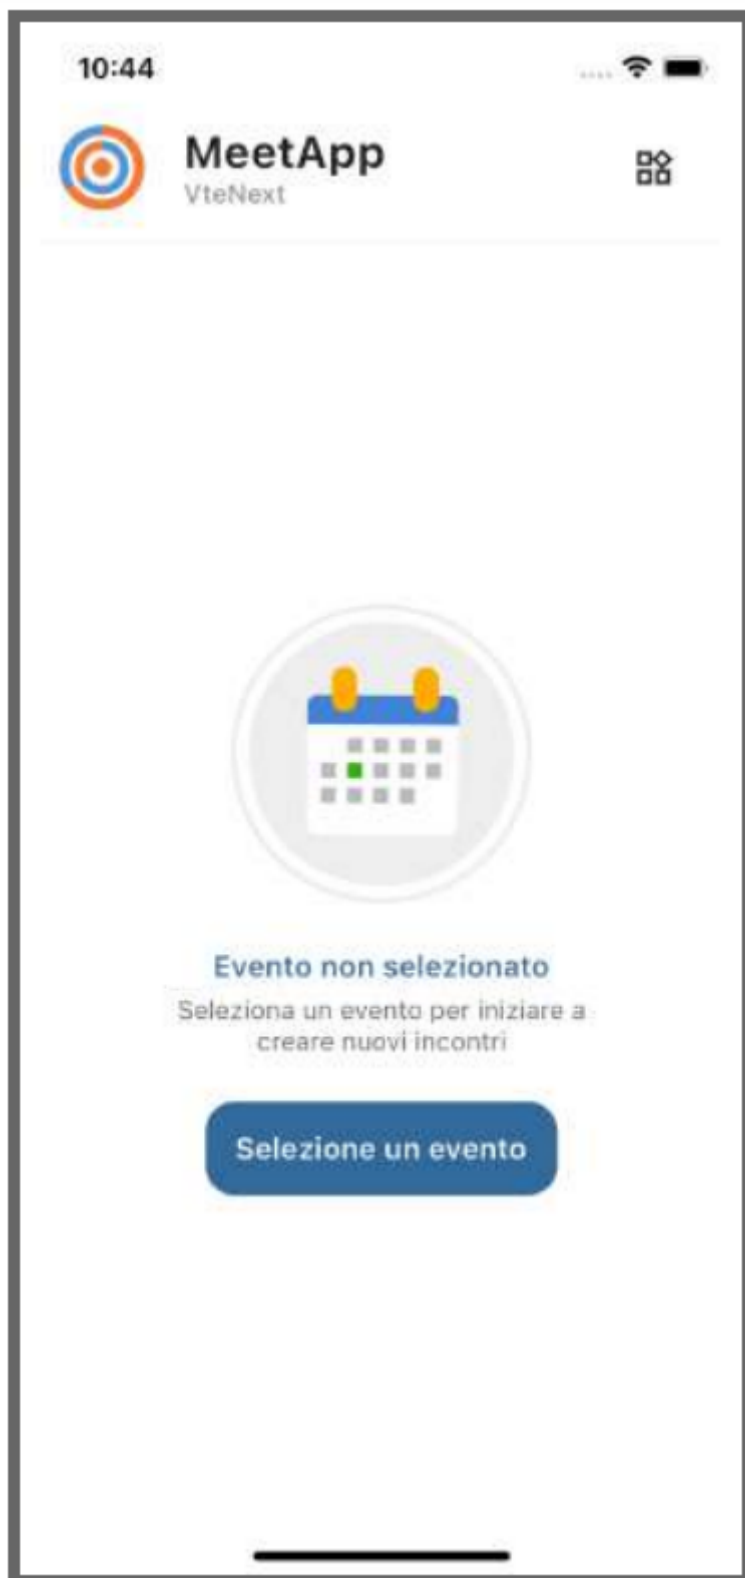 10:44
MeetApp
VteNext
Evento non selezionato
Seleziona un evento per iniziare a
creare nuovi incontri
Selezione un evento